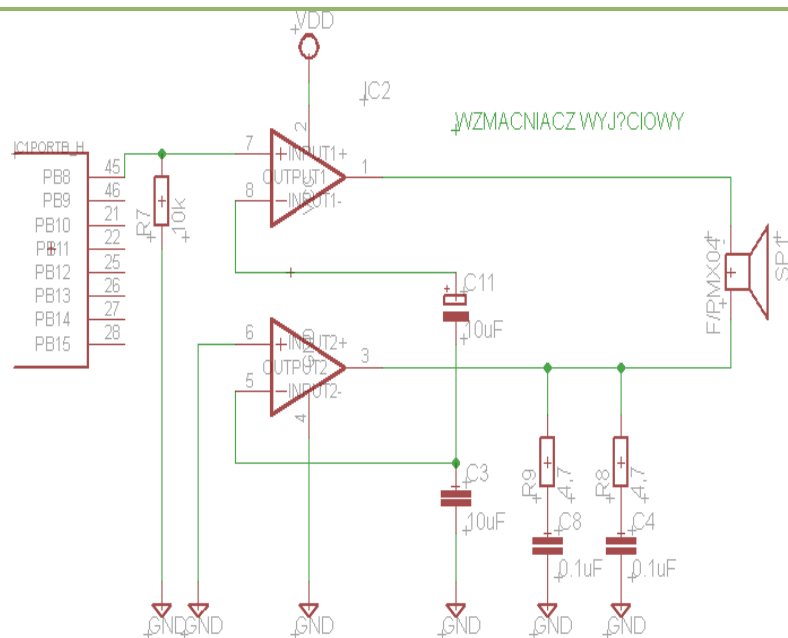 VDD
IC2
WZMACNIACZ WYJ?CIOWY
IC1PORTB_H
PB8 45
PB9 46
PB10 21
PB11 22
PB12 25
PB13 26
PB14 27
PB15 28
R7
10k
7
8
2
INPUT1+
OUTPUT1
INPUT1-
1
6
5
4
INPUT2+
OUTPUT2
INPUT2-
3
C11
10uF
C3
10uF
F/PMX04
SP1
R9
4,7
R8
4,7
C8
0.1uF
C4
0.1uF
GND
GND
GND
GND
GND
GND